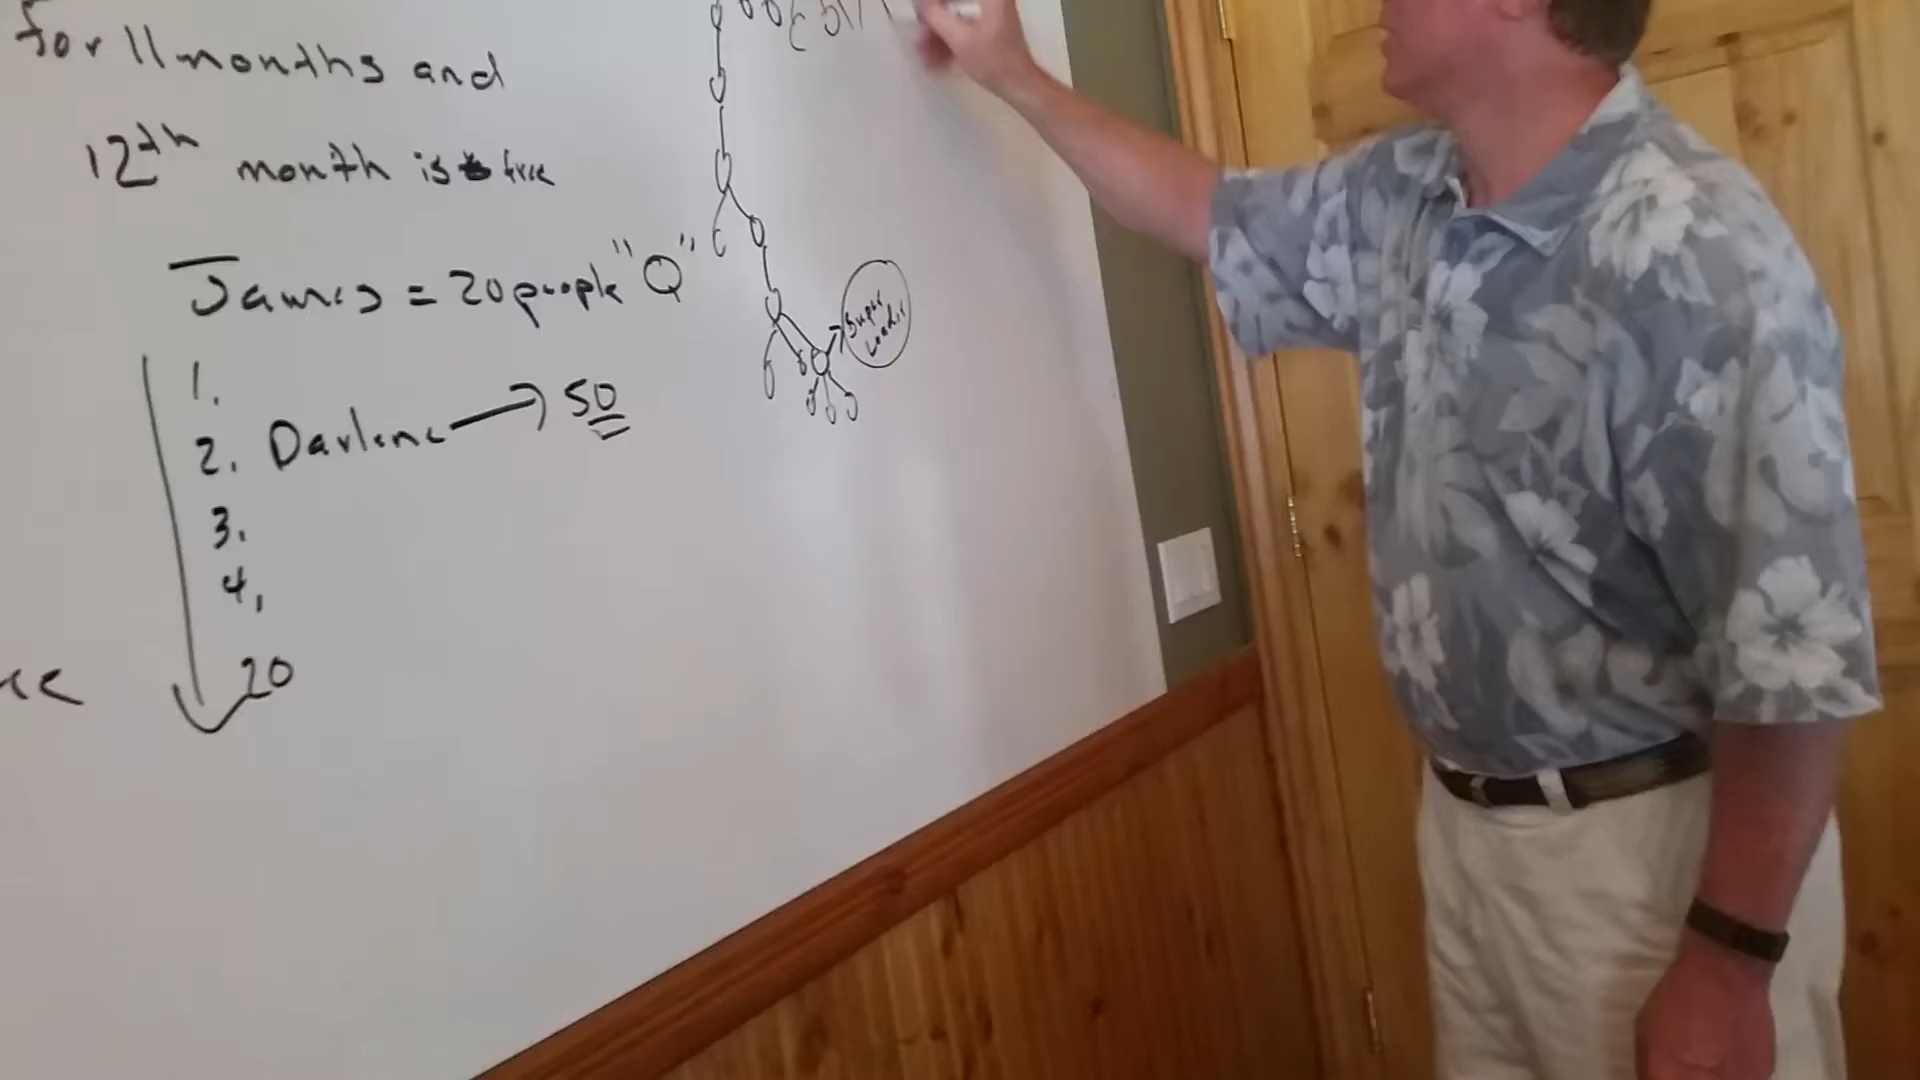 for 11 months and
12th month is free
James = 20 people "Q"
1.
2. Darlene → 50
3.
4.
20
Super
Leader